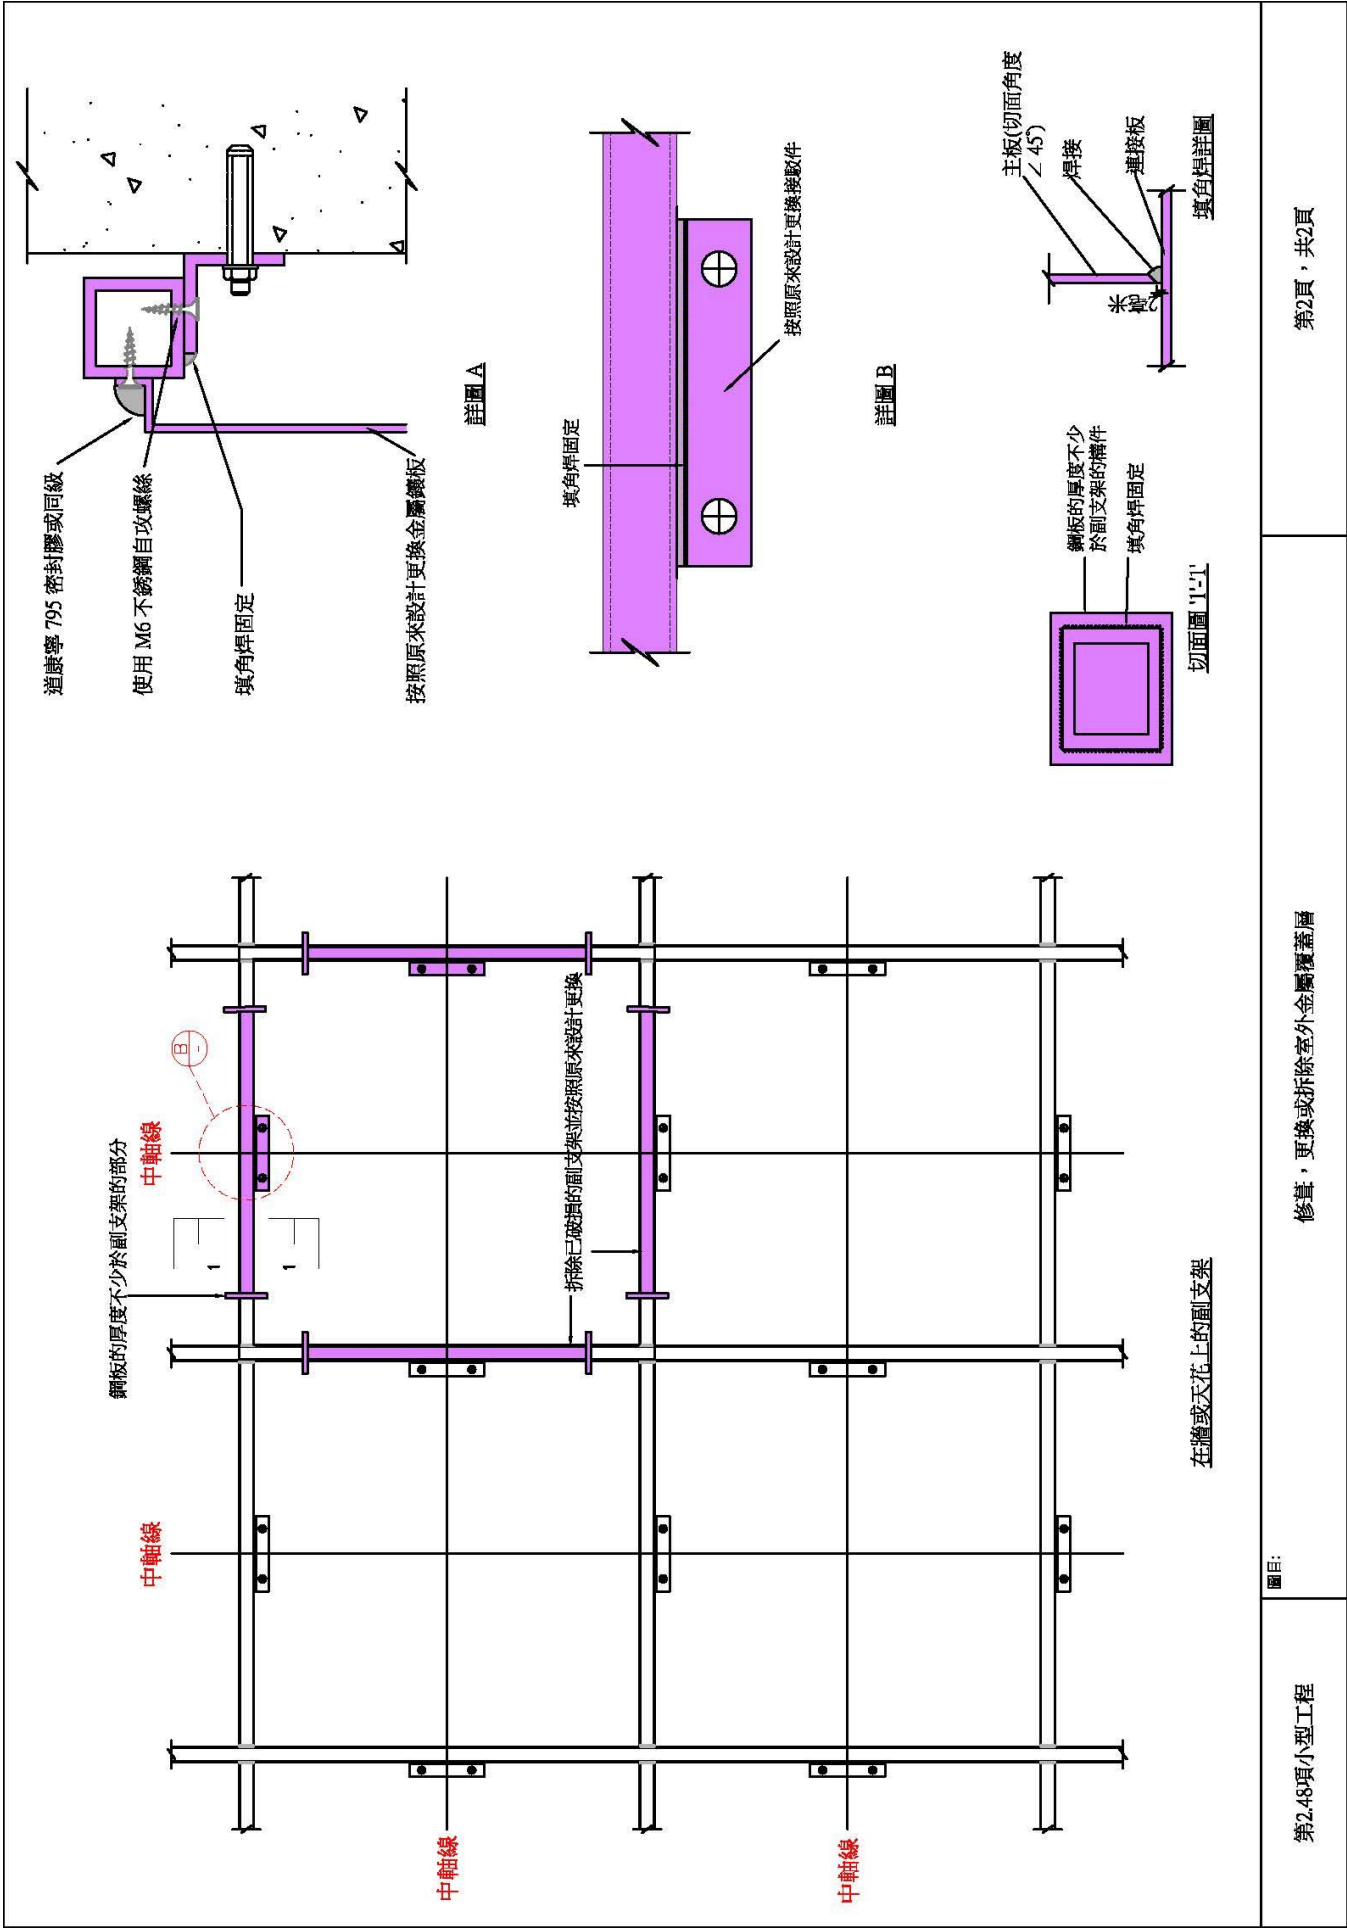 鋼板的厚度不少於副支架的部分
中軸線
中軸線
B
-
1
1
中軸線
拆除已破損的副支架並按照原來設計更換
中軸線
在牆或天花上的副支架
道康寧 795 密封膠或同級
使用 M6 不銹鋼自攻螺絲
填角焊固定
按照原來設計更換金屬鑲板
詳圖 A
填角焊固定
按照原來設計更換接駁件
詳圖 B
鋼板的厚度不少
於副支架的構件
填角焊固定
切面圖 '1'-'1'
主板(切面角度
∠ 45°)
焊接
連接板
2毫米
填角焊詳圖
第2.48項小型工程
圖目:
修葺，更換或拆除室外金屬覆蓋層
第2頁，共2頁